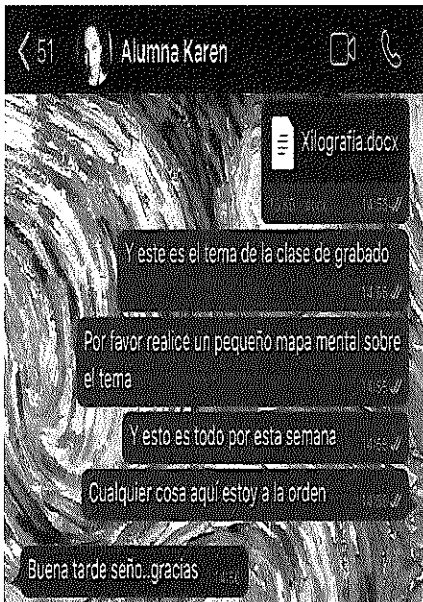 51 Alumna Karen
Xilografia.docx
Y este es el tema de la clase de grabado
Por favor realice un pequeño mapa mental sobre
el tema
Y esto es todo por esta semana
Cualquier cosa aquí estoy a la orden
Buena tarde seño..gracias